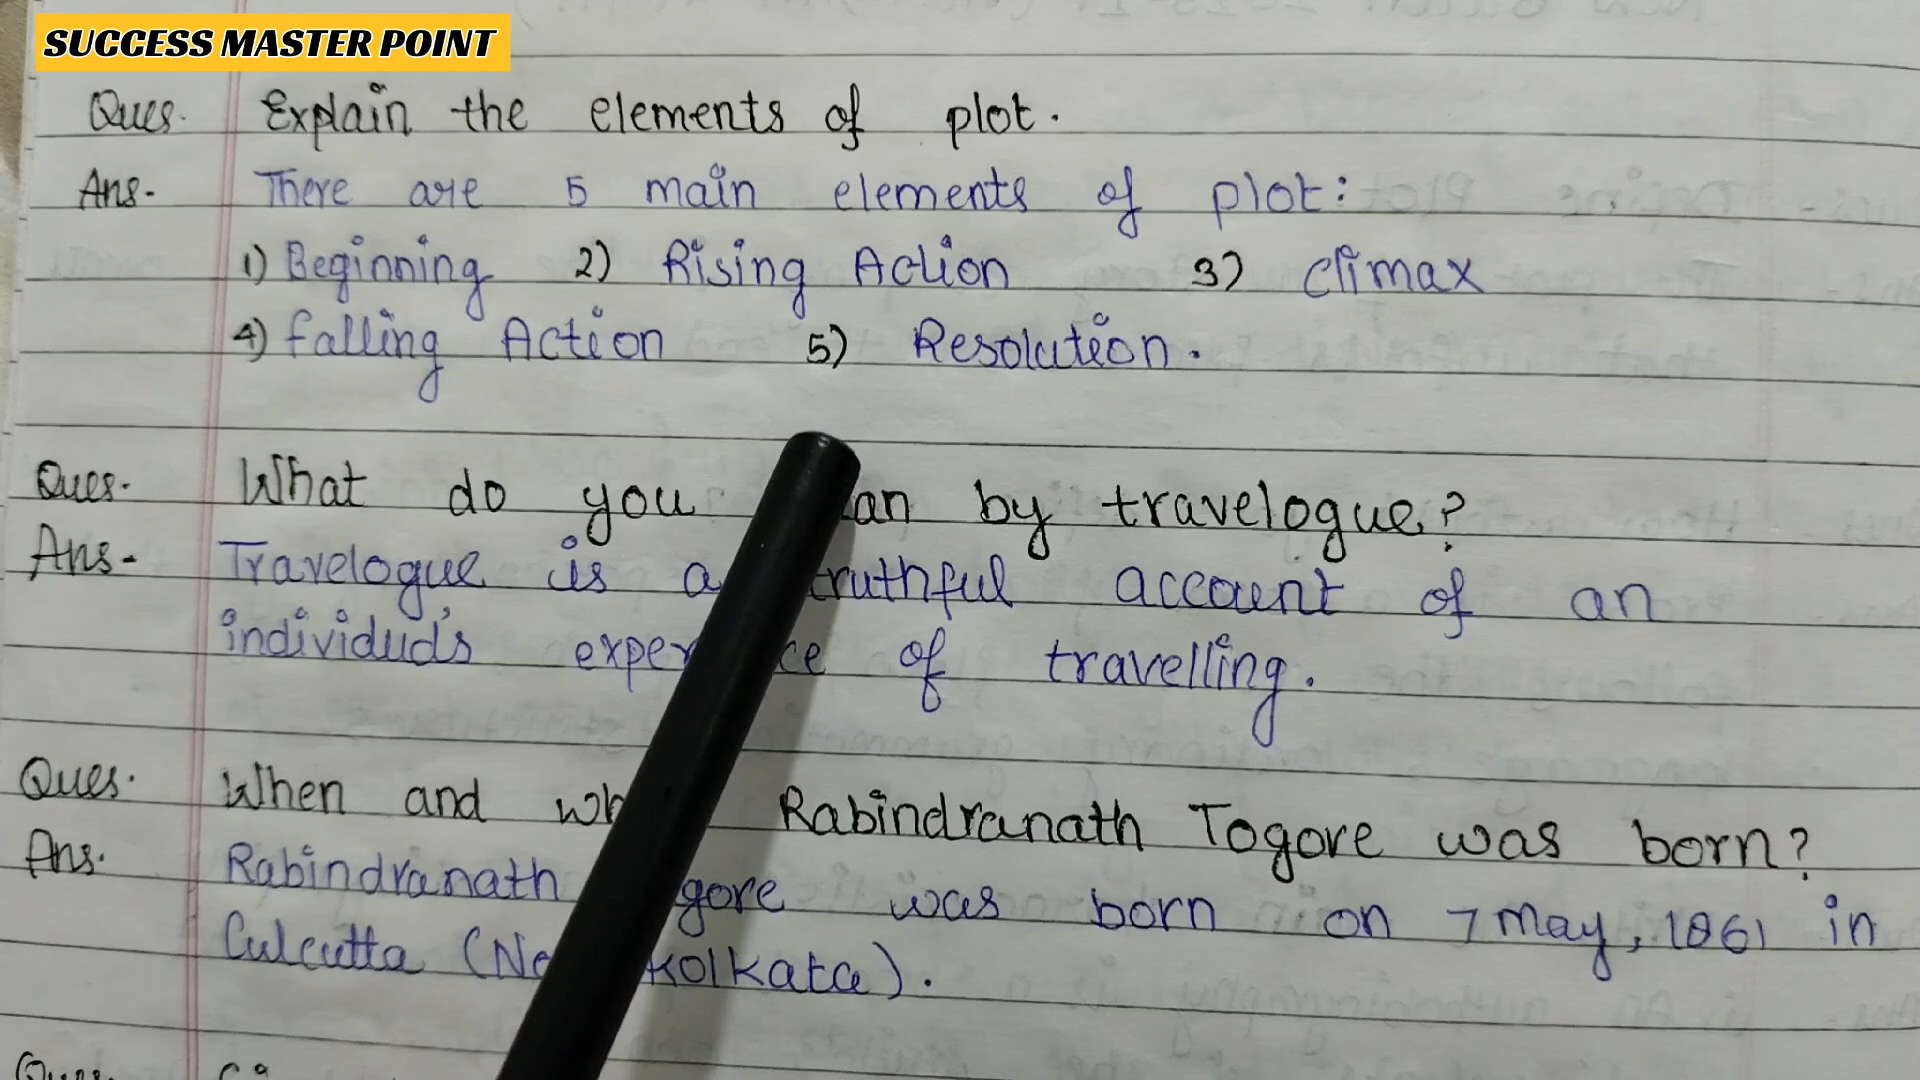 SUCCESS MASTER POINT
Ques. Explain the elements of plot.
Ans- There are 5 main elements of plot:
1) Beginning 2) Rising Action 3) Climax
4) falling Action 5) Resolution.
Ques. What do you by travelogue?
Ans- Travelogue is a truthful account of an
individud's of travelling.
Ques. When and Rabindranath Togore was born?
Ans. Rabindranath was born on 7 May, 1861 in
Culcutta ( Kolkata).